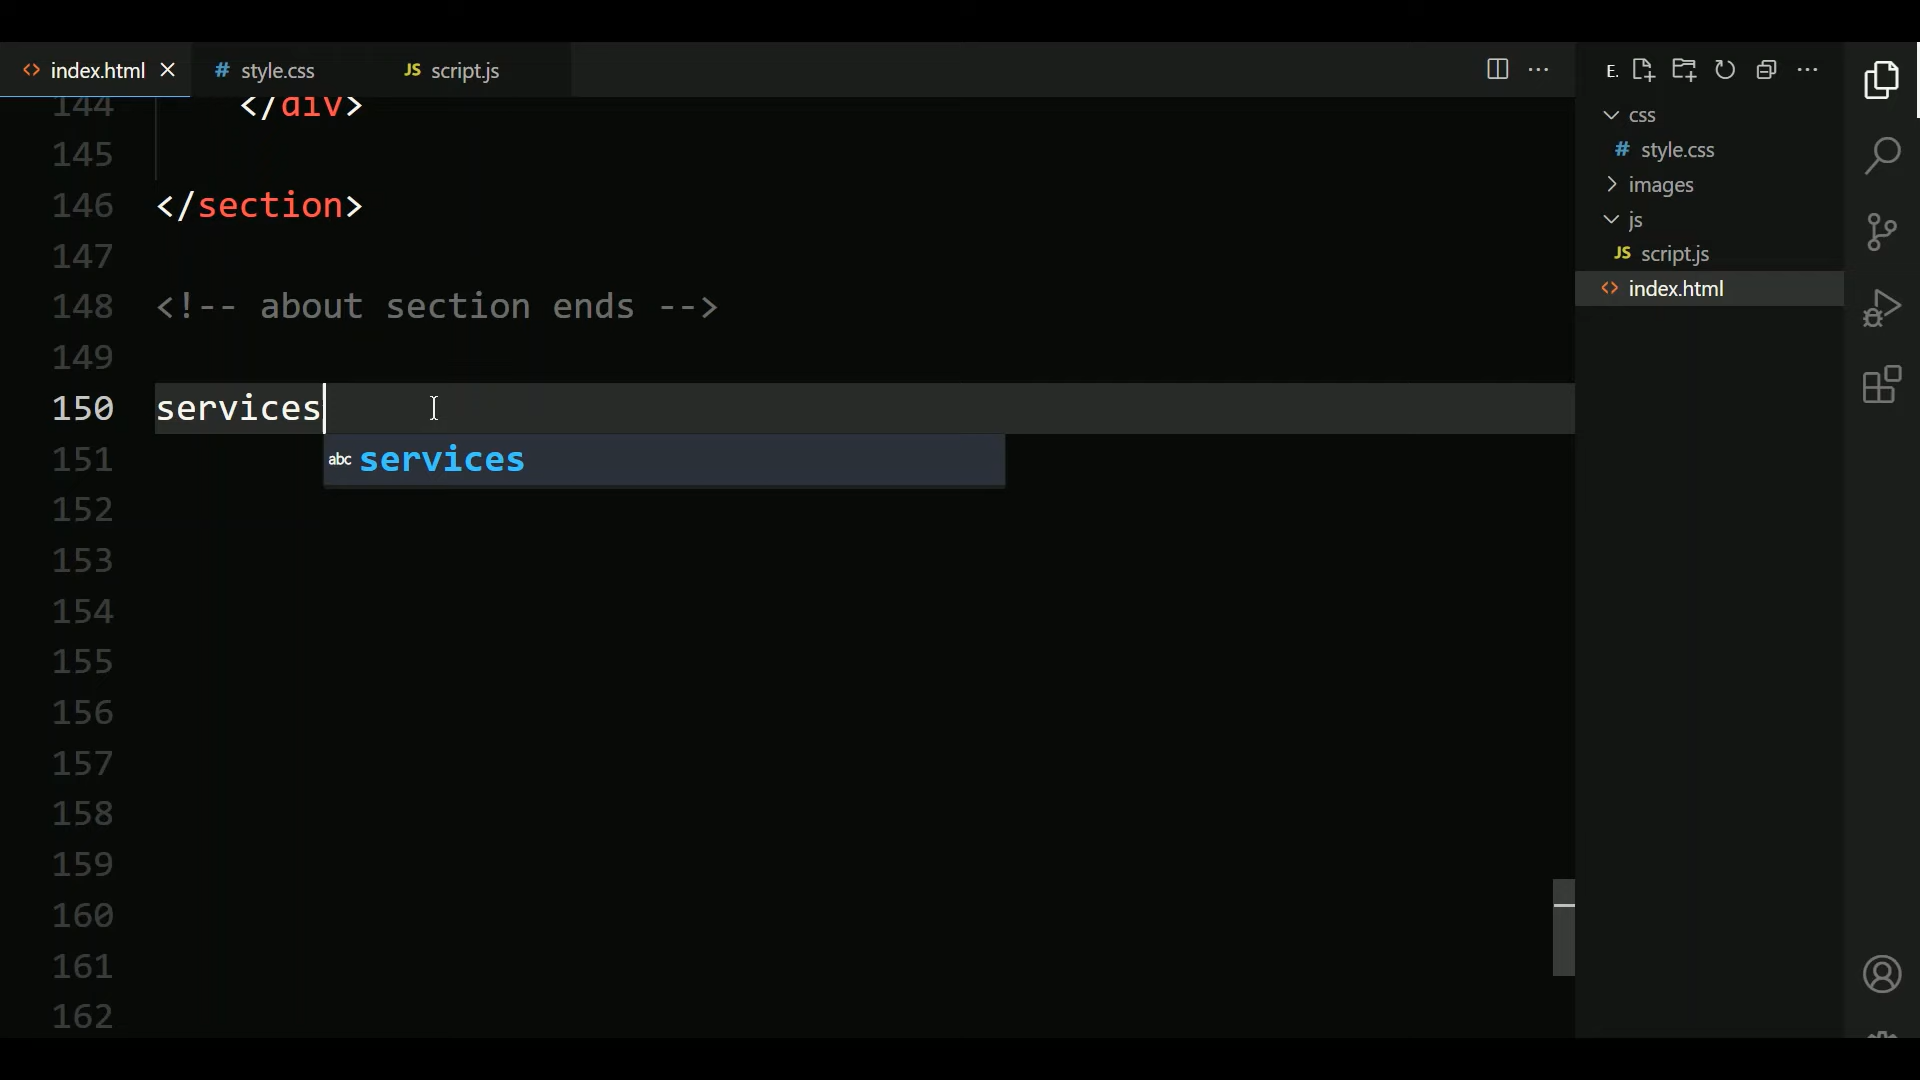 index.html
style.css
script.js
144 </div>
145
146 </section>
147
148 <!-- about section ends -->
149
150 services
151
abc services
152
153
154
155
156
157
158
159
160
161
162
E.
css
# style.css
images
js
JS script.js
<> index.html